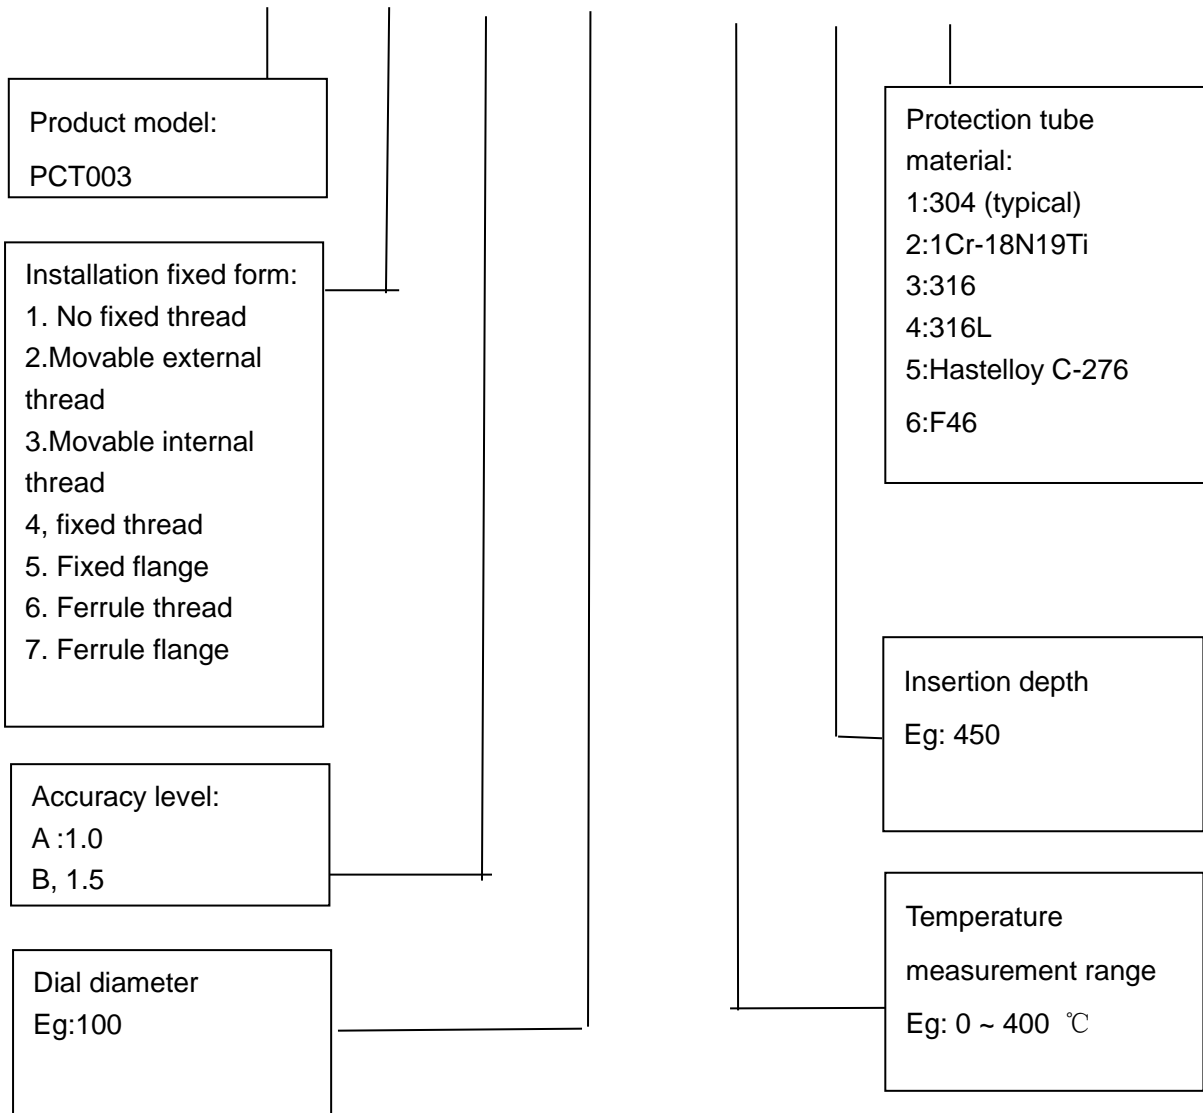 Product model:
PCT003
Installation fixed form:
1. No fixed thread
2.Movable external
thread
3.Movable internal
thread
4, fixed thread
5. Fixed flange
6. Ferrule thread
7. Ferrule flange
Accuracy level:
A :1.0
B, 1.5
Dial diameter
Eg:100
Protection tube
material:
1:304 (typical)
2:1Cr-18N19Ti
3:316
4:316L
5:Hastelloy C-276
6:F46
Insertion depth
Eg: 450
Temperature
measurement range
Eg: 0 ~ 400 ℃